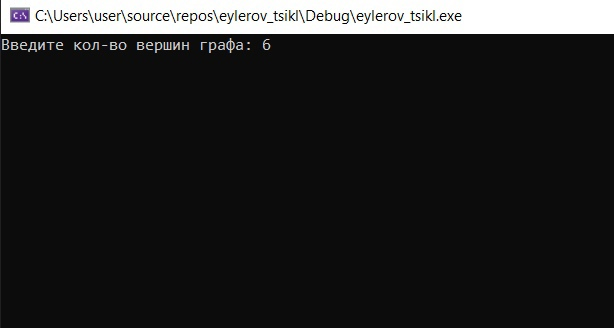 C:\Users\user\source\repos\eylerov_tsikl\Debug\eylerov_tsikl.exe
Введите кол-во вершин графа: 6